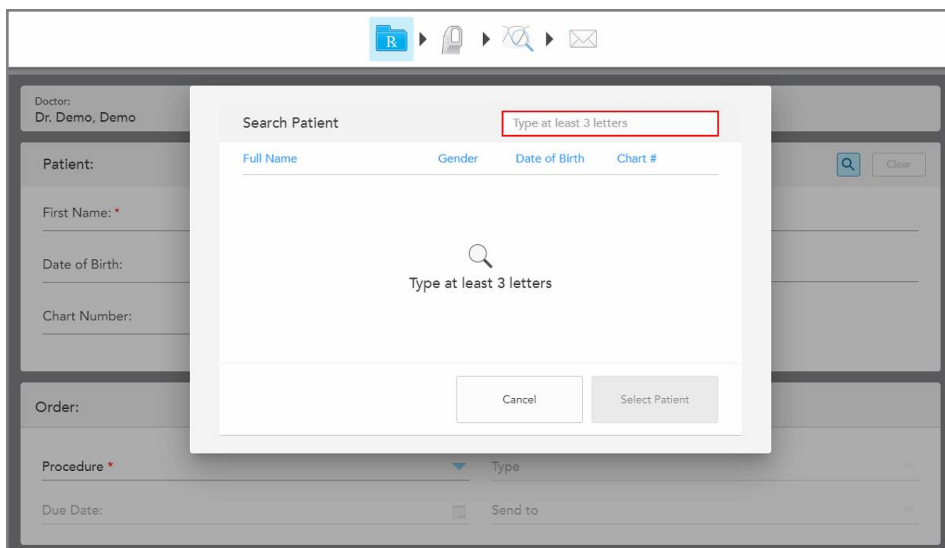 R
Doctor:
Dr. Demo, Demo
Search Patient
Type at least 3 letters
Patient:
Full Name Gender Date of Birth Chart #
Clear
First Name: *
Date of Birth:
Type at least 3 letters
Chart Number:
Cancel Select Patient
Order:
Procedure * Type
Due Date: Send to